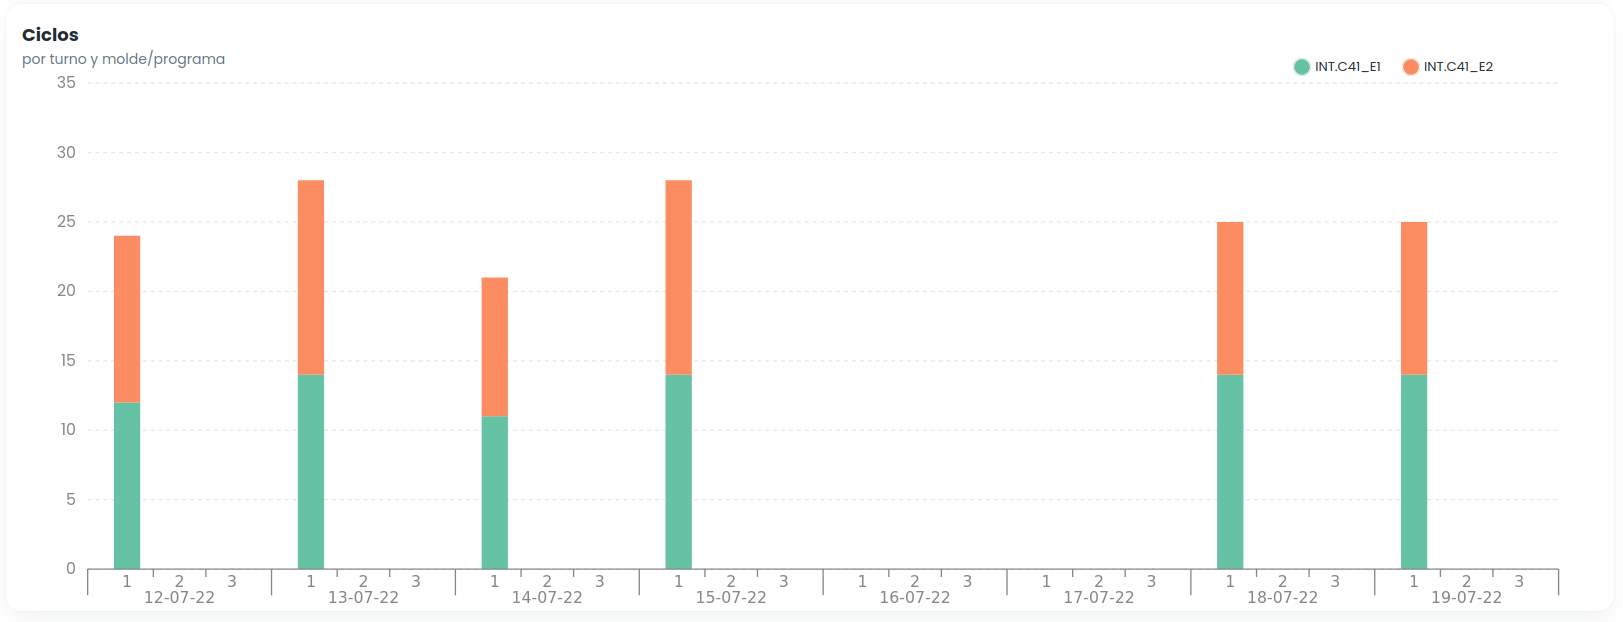 Ciclos
por turno y molde/programa
INT.C41_E1 INT.C41_E2
35
30
25
20
15
10
5
0
1 2 3 1 2 3 1 2 3 1 2 3 1 2 3 1 2 3 1 2 3 1 2 3
12-07-22 13-07-22 14-07-22 15-07-22 16-07-22 17-07-22 18-07-22 19-07-22